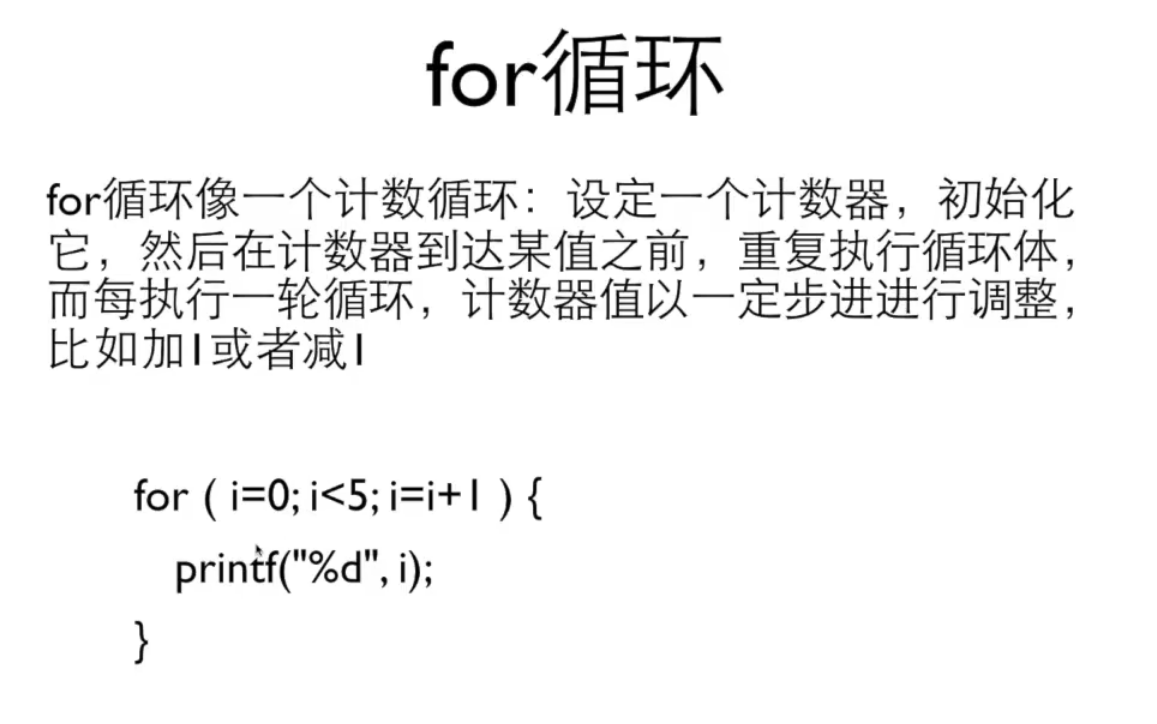 for循环
for循环像一个计数循环：设定一个计数器，初始化
它，然后在计数器到达某值之前，重复执行循环体，
而每执行一轮循环，计数器值以一定步进进行调整，
比如加1或者减1
for ( i=0; i<5; i=i+1 ) {
printf("%d", i);
}